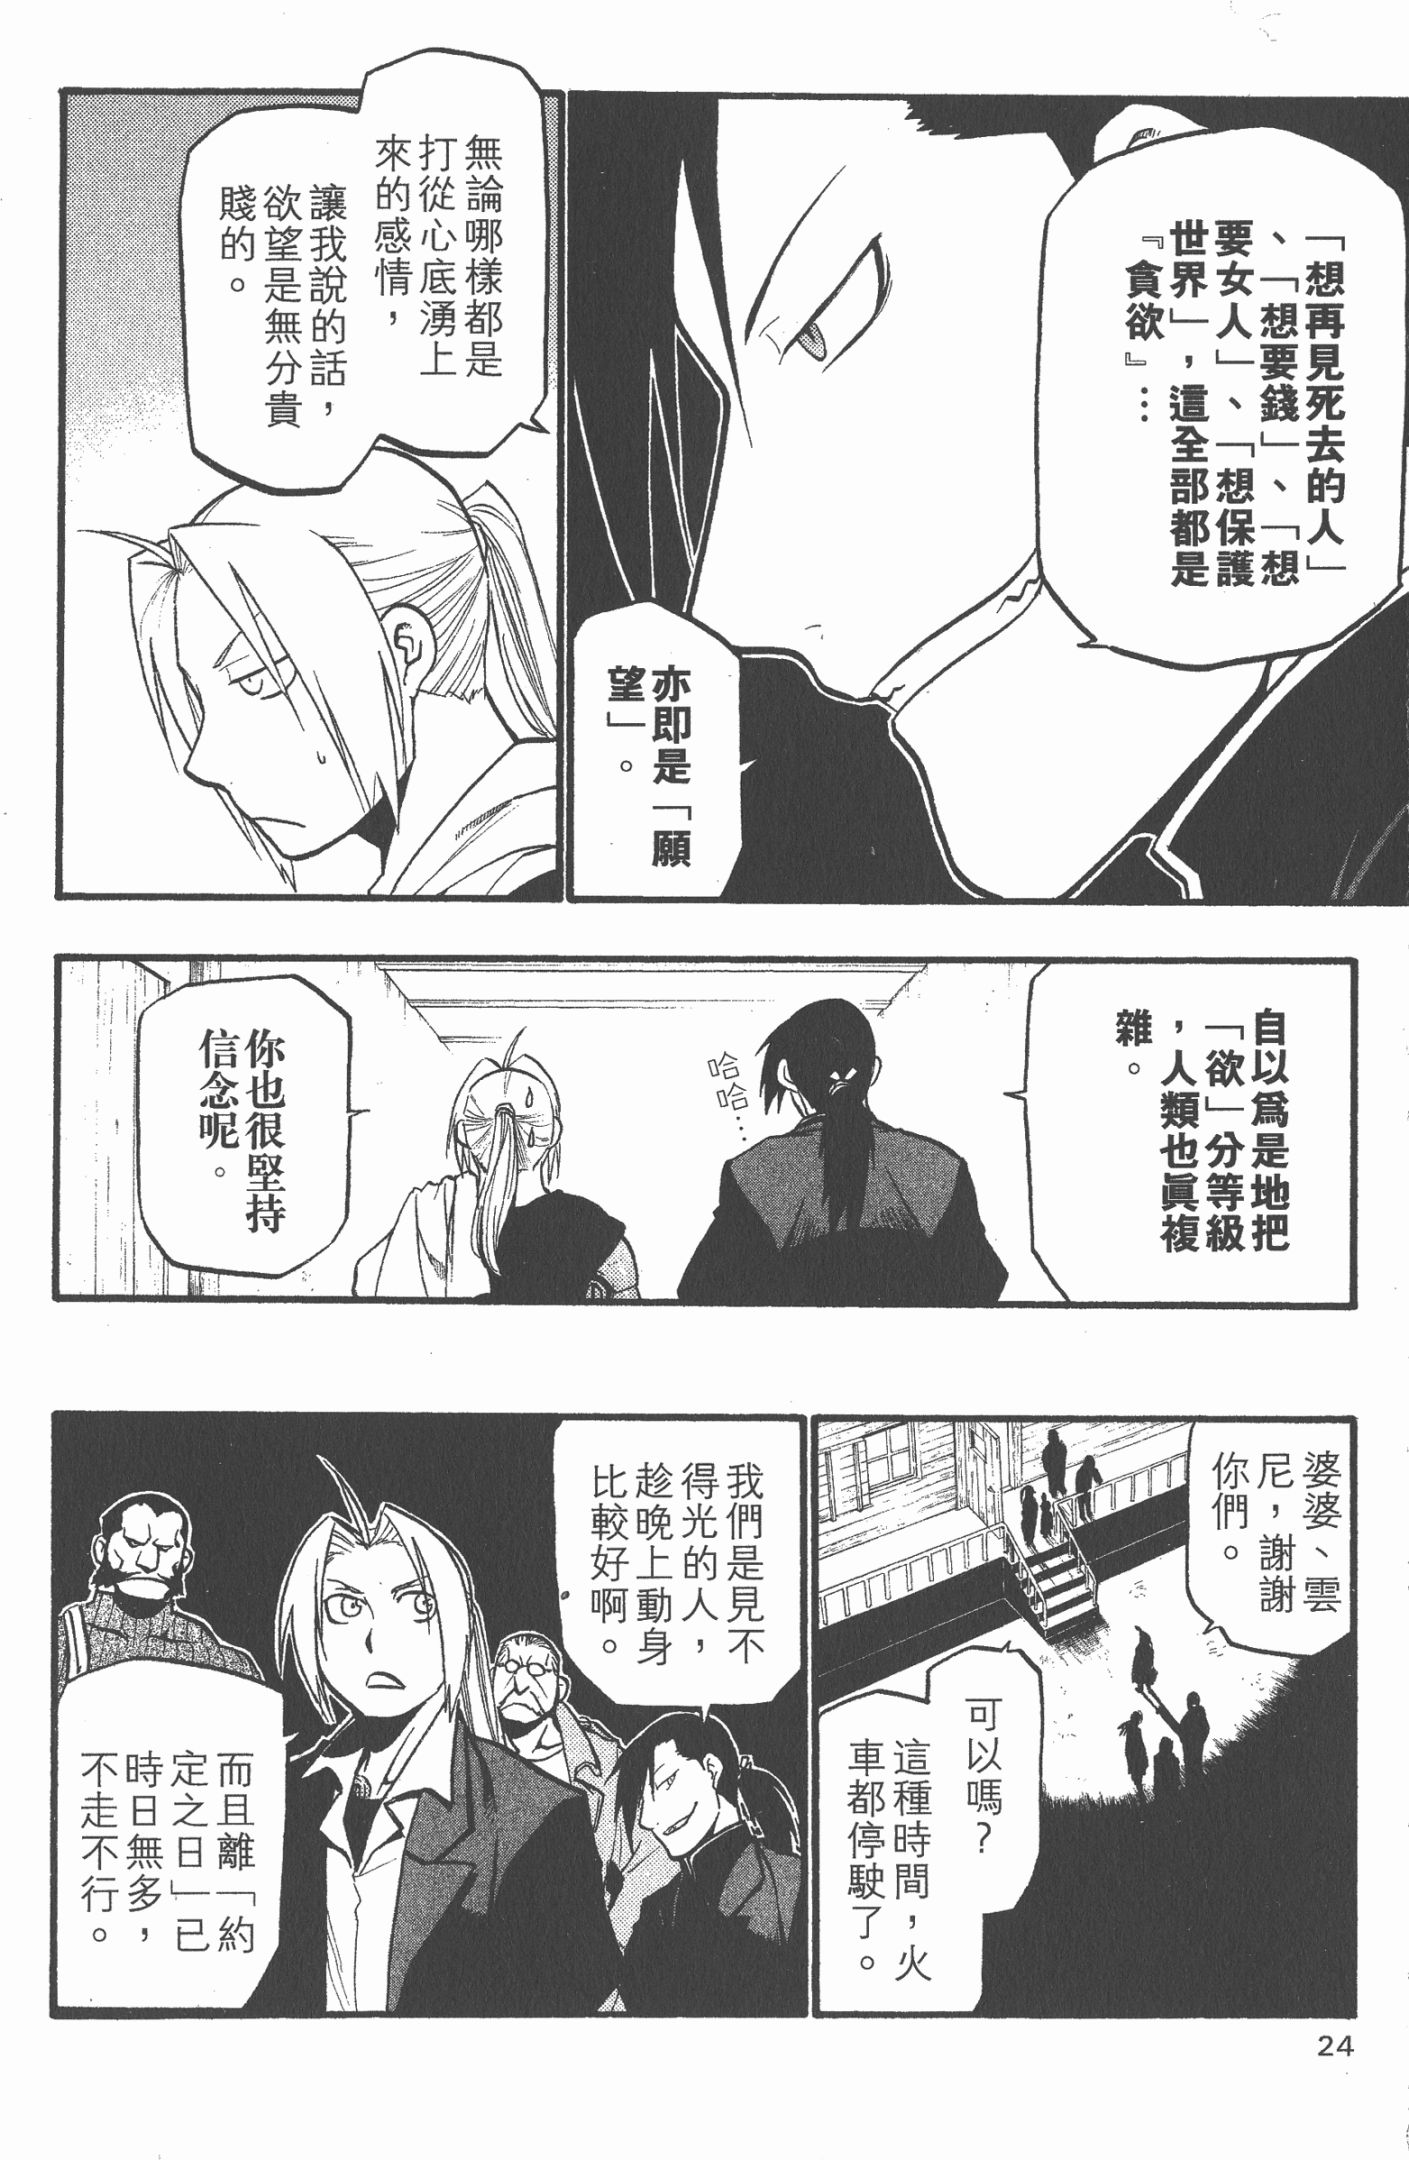 「想再見死去的人」
、「想要錢」、「想
要女人」、「想保護
世界」，這全部都是
『貪欲』…
亦即是「願
望」。
無論哪樣都是
打從心底湧上
來的感情，
讓我說的話，
欲望是無分貴
賤的。
自以爲是地把
「欲」分等級
，人類也眞複
雜。
哈
哈…
你也很堅持
信念呢。
婆婆、雲
尼，謝謝
你們。
可以嗎？
這種時間，火
車都停駛了。
我們是見不
得光的人，
趁晚上動身
比較好啊。
而且離「約
定之日」已
時日無多，
不走不行。
24